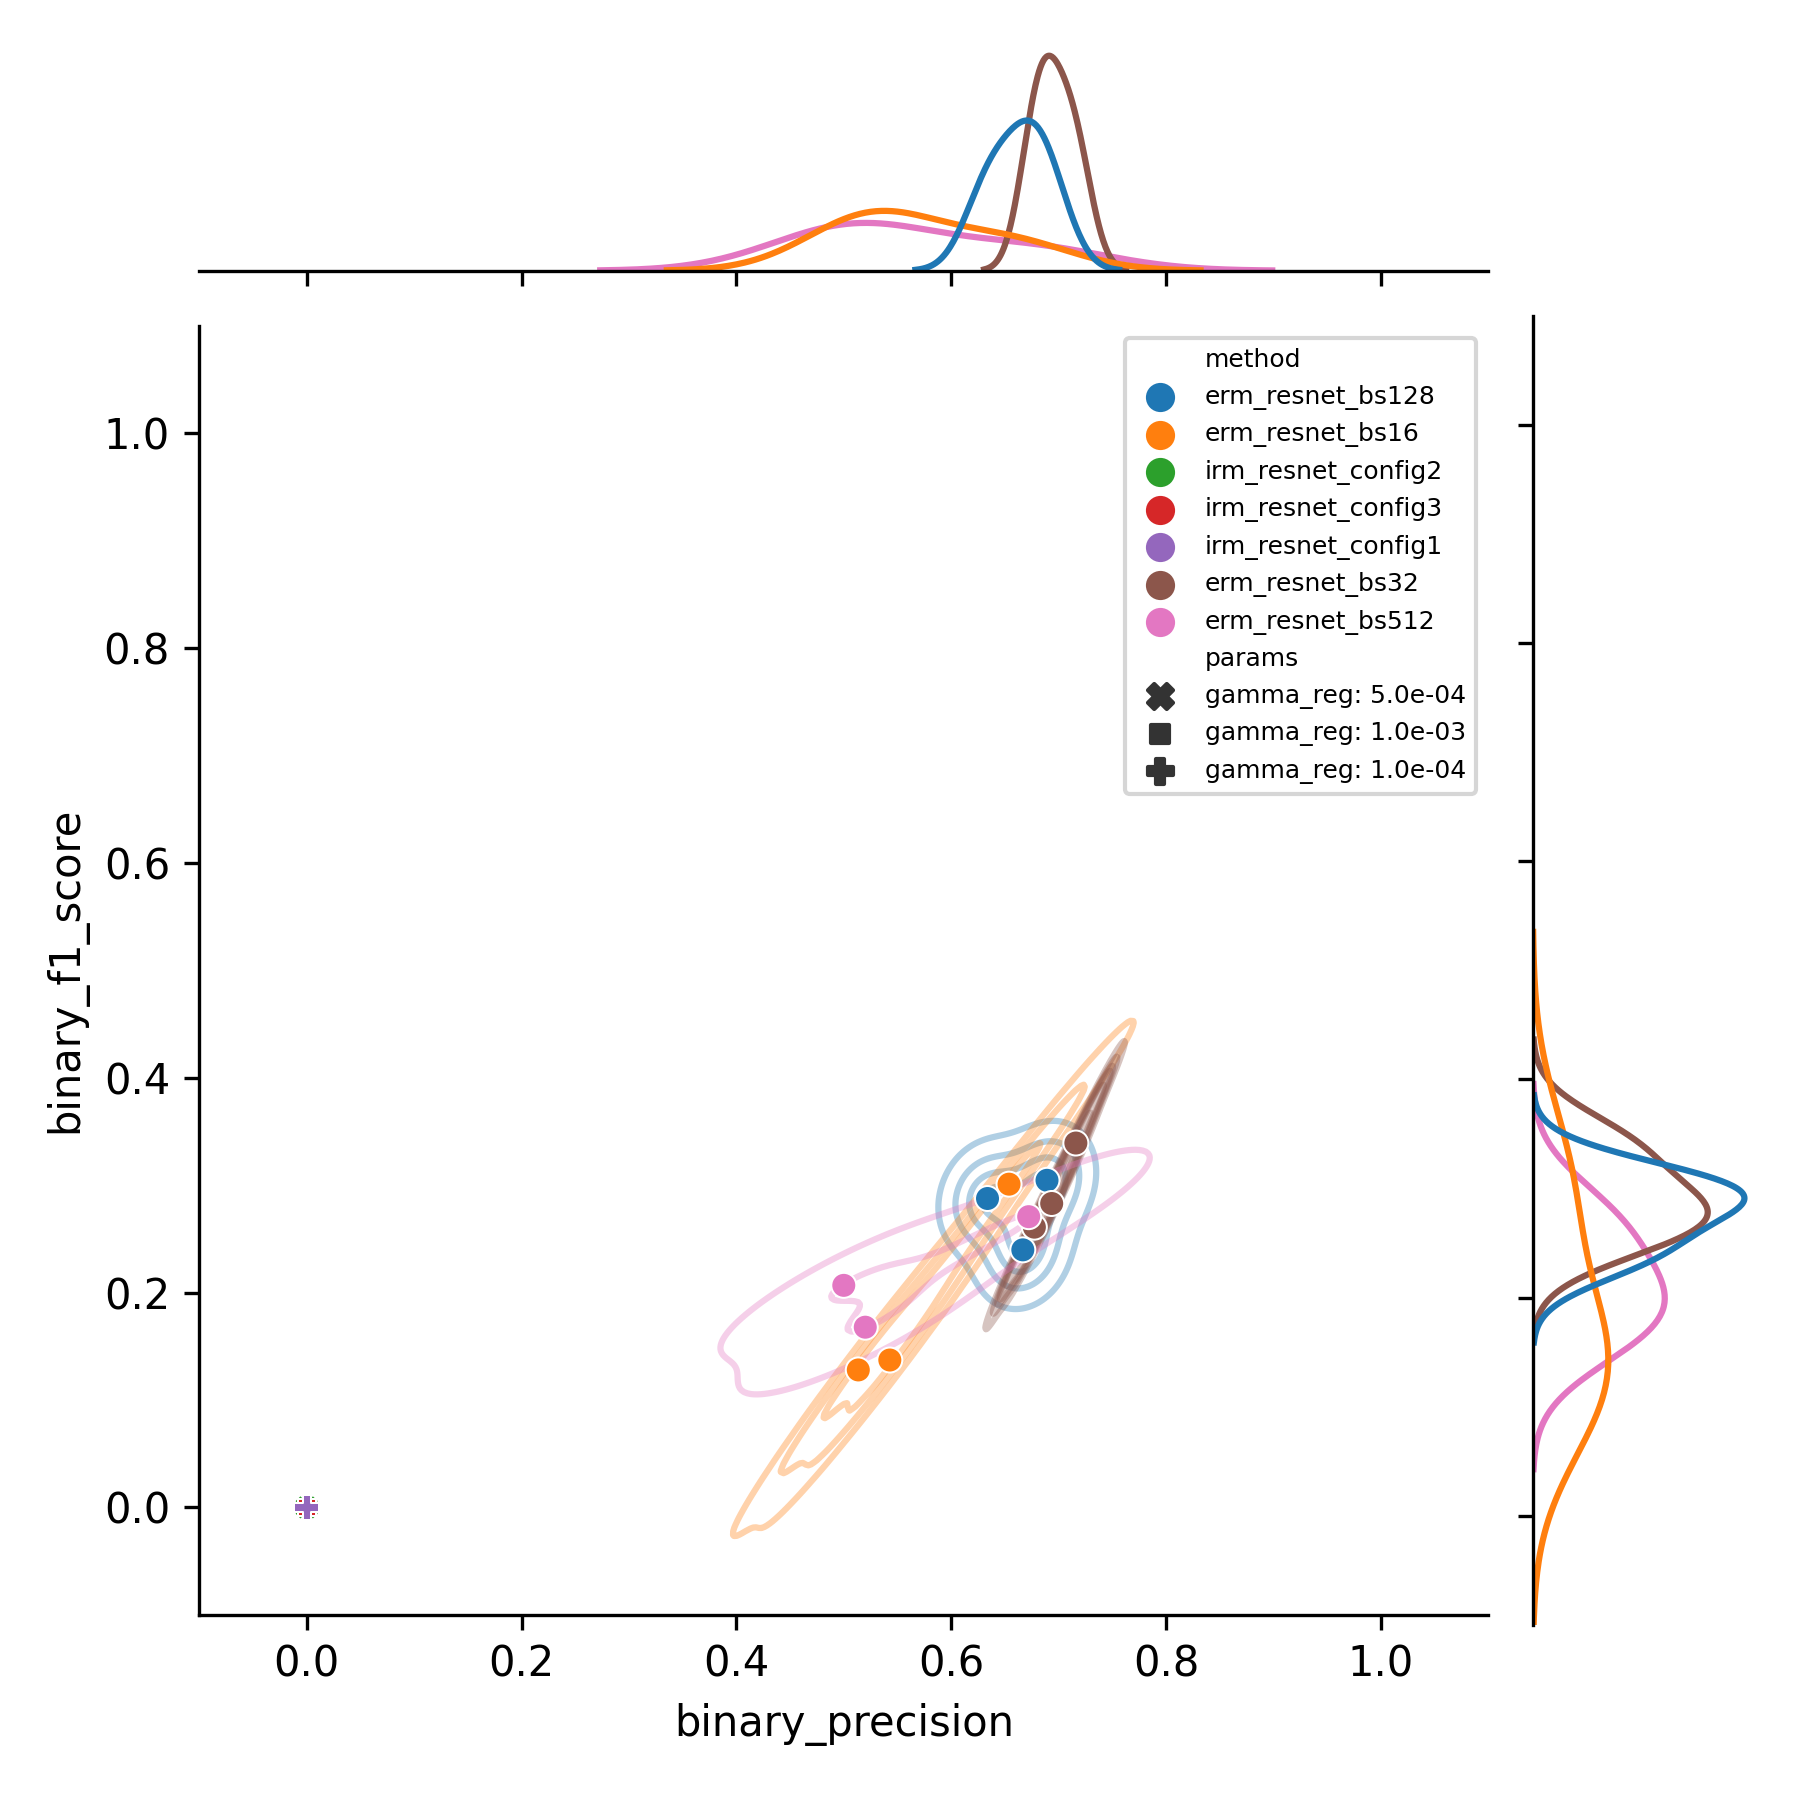 method
erm_resnet_bs128
erm_resnet_bs16
irm_resnet_config2
irm_resnet_config3
irm_resnet_config1
erm_resnet_bs32
erm_resnet_bs512
params
gamma_reg: 5.0e-04
gamma_reg: 1.0e-03
gamma_reg: 1.0e-04
1.0
0.8
0.6
0.4
0.2
0.0
binary_f1_score
0.0 0.2 0.4 0.6 0.8 1.0
binary_precision